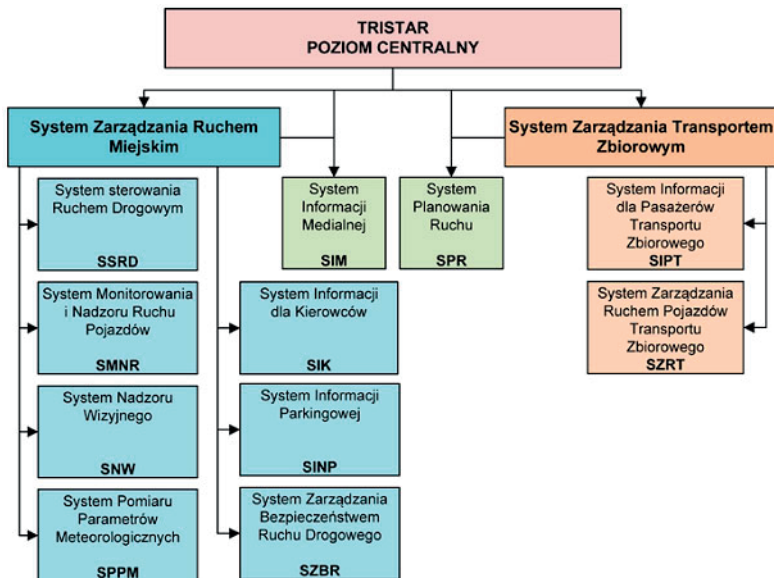 TRISTAR
POZIOM CENTRALNY
System Zarządzania Ruchem
Miejskim
System Zarządzania Transportem
Zbiorowym
System sterowania
Ruchem Drogowym
SSRD
System
Informacji
Medialnej
SIM
System
Planowania
Ruchu
SPR
System Informacji
dla Pasażerów
Transportu
Zbiorowego
SIPT
System Monitorowania
i Nadzoru Ruchu
Pojazdów
SMNR
System Informacji
dla Kierowców
SIK
System Zarządzania
Ruchem Pojazdów
Transportu
Zbiorowego
SZRT
System Nadzoru
Wizyjnego
SNW
System Informacji
Parkingowej
SINP
System Pomiaru
Parametrów
Meteorologicznych
SPPM
System Zarządzania
Bezpieczeństwem
Ruchu Drogowego
SZBR